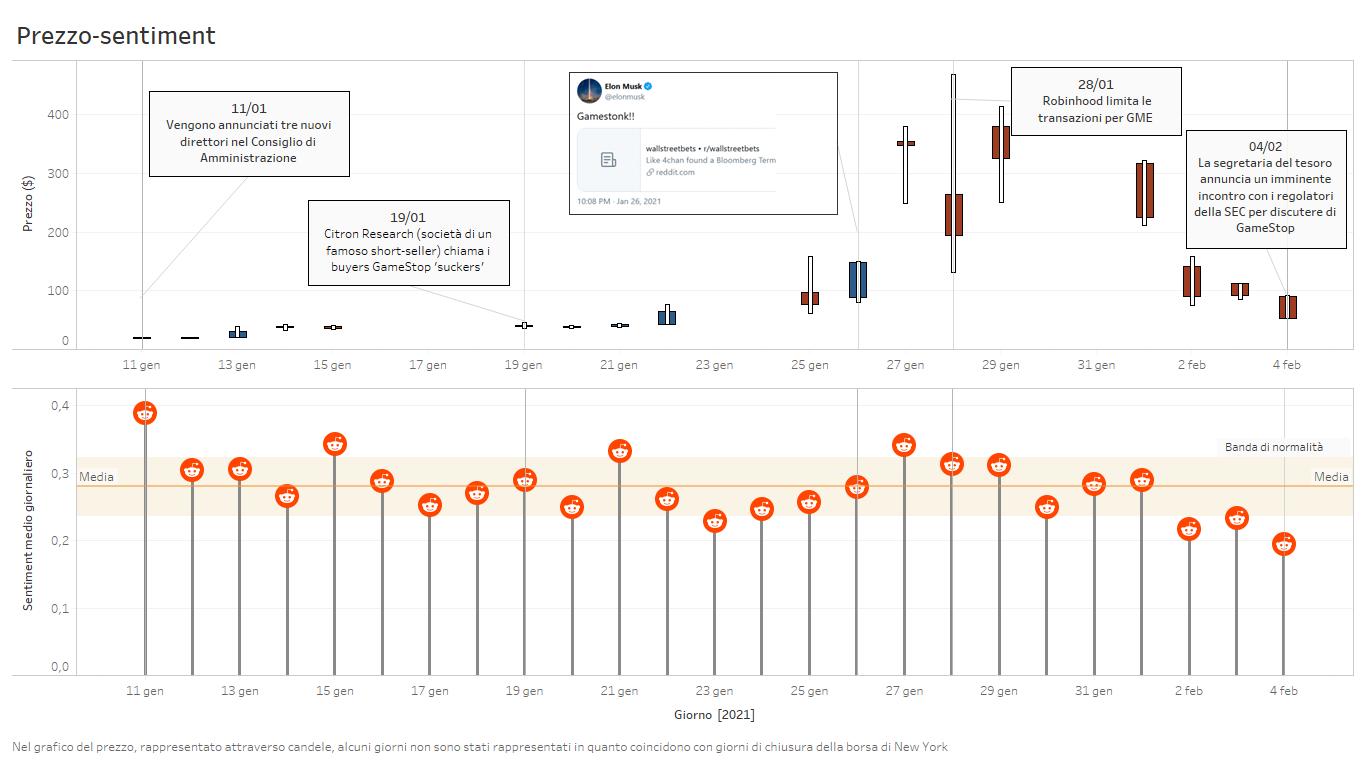 Prezzo-sentiment
Prezzo ($)
400
300
200
100
0
11/01
Vengono annunciati tre nuovi
direttori nel Consiglio di
Amministrazione
19/01
Citron Research (società di un
famoso short-seller) chiama i
buyers GameStop ‘suckers’
Elon Musk
@elonmusk
Gamestonk!!
wallstreetbets • r/wallstreetbets
Like 4chan found a Bloomberg Term
reddit.com
10:08 PM · Jan 26, 2021
28/01
Robinhood limita le
transazioni per GME
04/02
La segretaria del tesoro
annuncia un imminente
incontro con i regolatori
della SEC per discutere di
GameStop
11 gen 13 gen 15 gen 17 gen 19 gen 21 gen 23 gen 25 gen 27 gen 29 gen 31 gen 2 feb 4 feb
Sentiment medio giornaliero
0,4
0,3
0,2
0,1
0,0
Banda di normalità
Media
Media
11 gen 13 gen 15 gen 17 gen 19 gen 21 gen 23 gen 25 gen 27 gen 29 gen 31 gen 2 feb 4 feb
Giorno [2021]
Nel grafico del prezzo, rappresentato attraverso candele, alcuni giorni non sono stati rappresentati in quanto coincidono con giorni di chiusura della borsa di New York